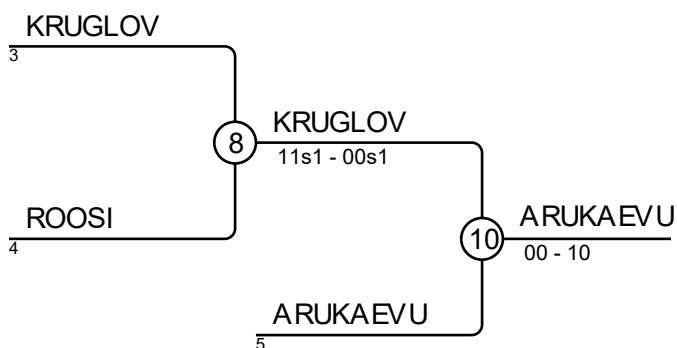 KRUGLOV
3
8
KRUGLOV
11s1 - 00s1
ROOSI
4
10
ARUKAEVU
00 - 10
ARUKAEVU
5